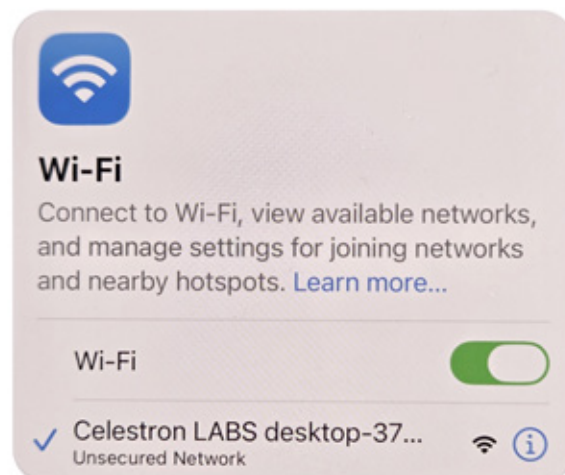 Wi-Fi
Connect to Wi-Fi, view available networks,
and manage settings for joining networks
and nearby hotspots. Learn more...
Wi-Fi
Celestron LABS desktop-37...
Unsecured Network